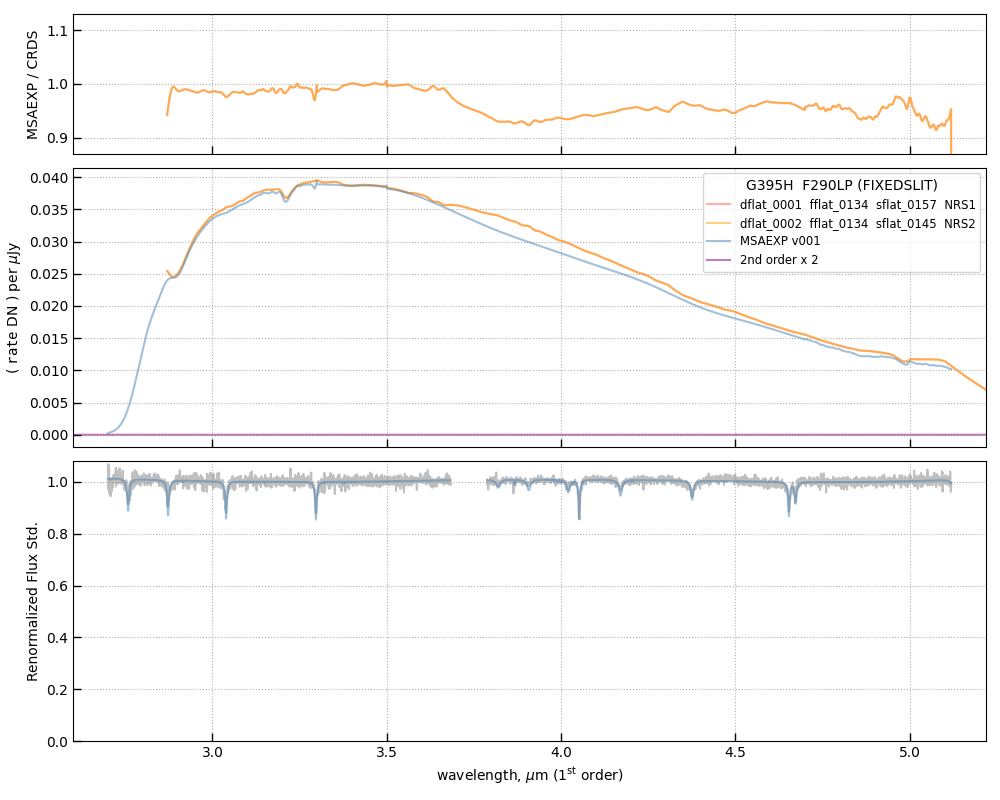 1.1
1.0
0.9
MSAEXP / CRDS
0.040
0.035
0.030
0.025
0.020
0.015
0.010
0.005
0.000
( rate DN ) per μJy
G395H F290LP (FIXEDSLIT)
dflat_0001 fflat_0134 sflat_0157 NRS1
dflat_0002 fflat_0134 sflat_0145 NRS2
MSAEXP v001
2nd order x 2
1.0
0.8
0.6
0.4
0.2
0.0
Renormalized Flux Std.
3.0 3.5 4.0 4.5 5.0
wavelength, μm (1st order)